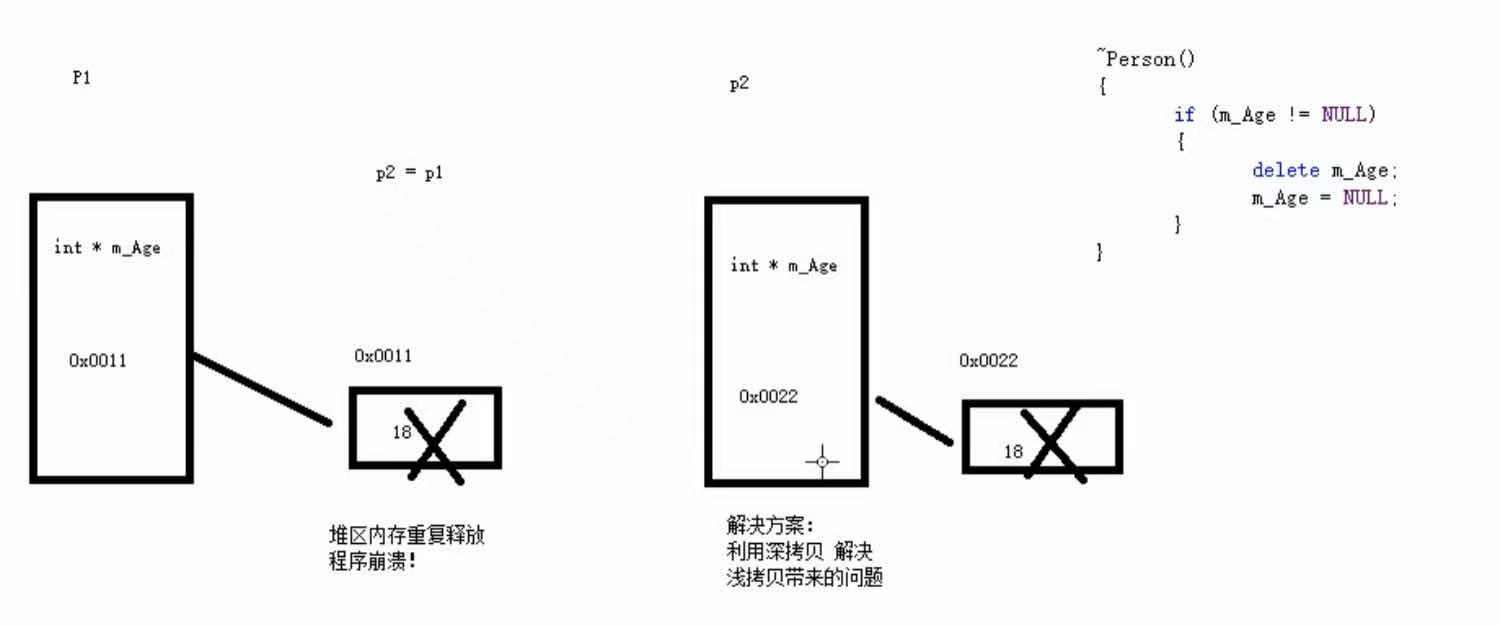 P1
p2 = p1
int * m_Age
0x0011
0x0011
18
堆区内存重复释放
程序崩溃!
p2
int * m_Age
0x0022
0x0022
18
解决方案:
利用深拷贝 解决
浅拷贝带来的问题
~Person()
{
if (m_Age != NULL)
{
delete m_Age;
m_Age = NULL;
}
}